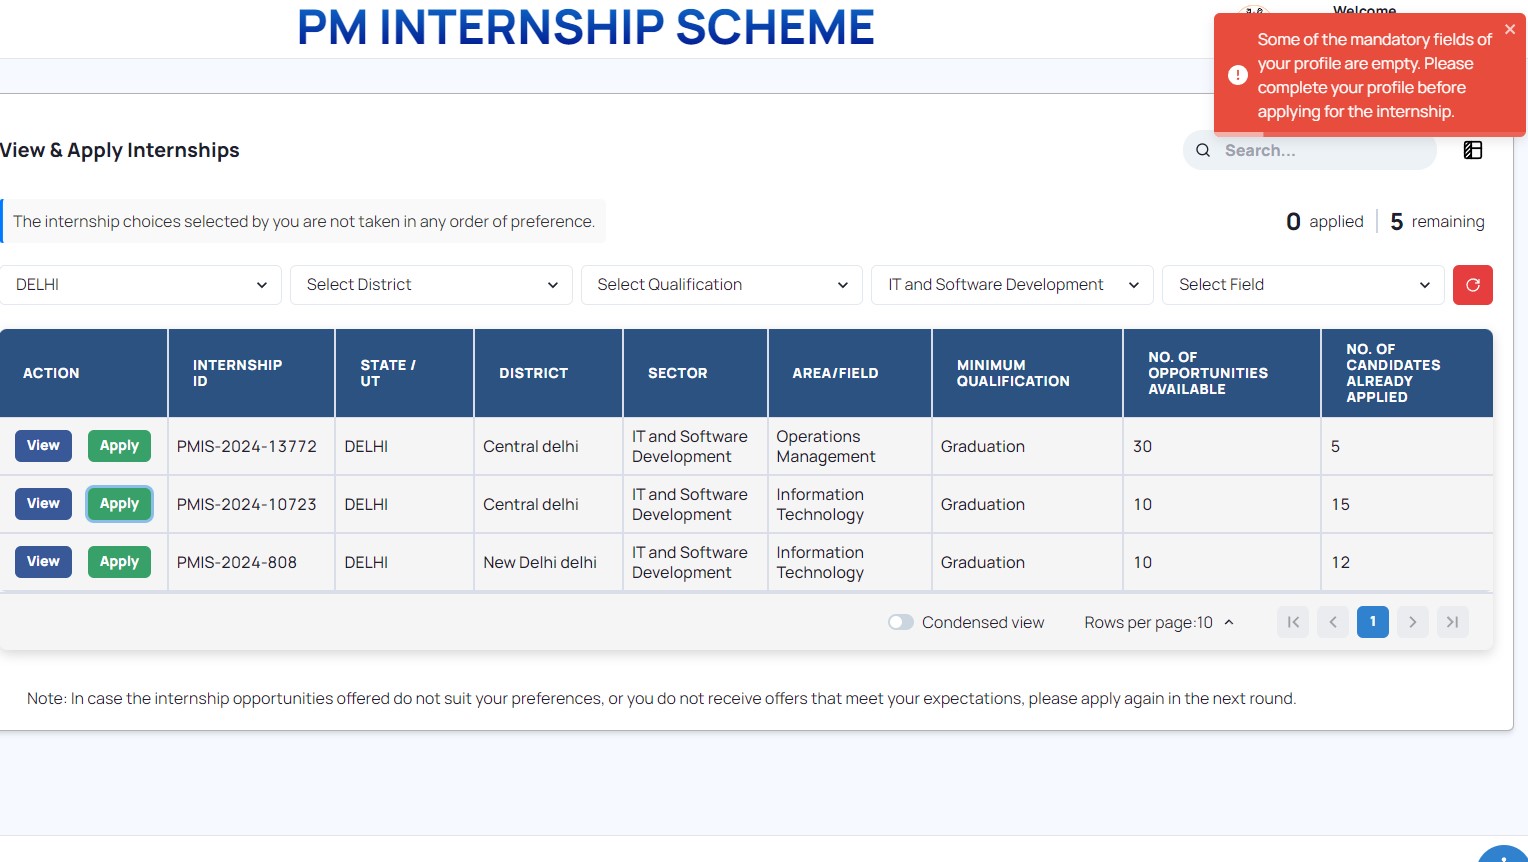 PM INTERNSHIP SCHEME
Welcome
Some of the mandatory fields of
your profile are empty. Please
complete your profile before
applying for the internship.
View & Apply Internships
Search...
The internship choices selected by you are not taken in any order of preference.
0 applied 5 remaining
DELHI Select District Select Qualification IT and Software Development Select Field
ACTION INTERNSHIP ID STATE / UT DISTRICT SECTOR AREA/FIELD MINIMUM QUALIFICATION NO. OF OPPORTUNITIES AVAILABLE NO. OF CANDIDATES ALREADY APPLIED
View Apply PMIS-2024-13772 DELHI Central delhi IT and Software Development Operations Management Graduation 30 5
View Apply PMIS-2024-10723 DELHI Central delhi IT and Software Development Information Technology Graduation 10 15
View Apply PMIS-2024-808 DELHI New Delhi delhi IT and Software Development Information Technology Graduation 10 12
Condensed view Rows per page:10 1
Note: In case the internship opportunities offered do not suit your preferences, or you do not receive offers that meet your expectations, please apply again in the next round.